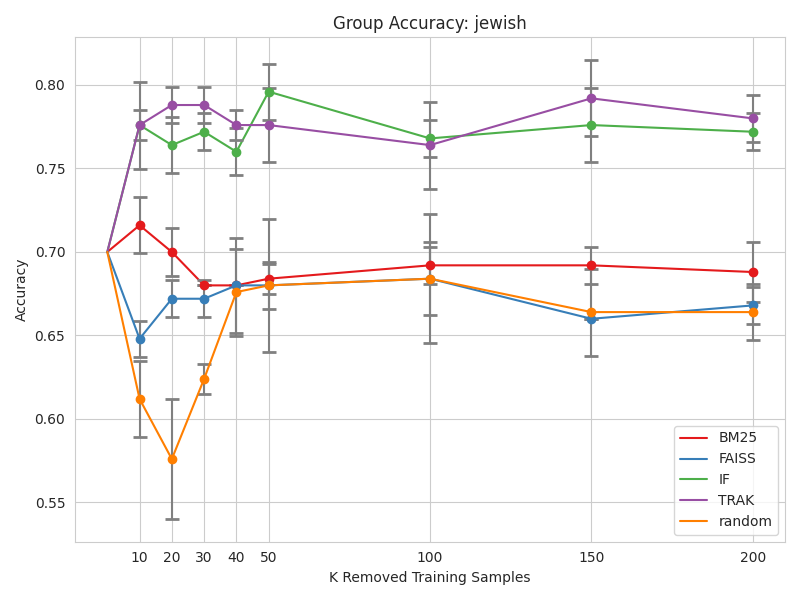 Group Accuracy: jewish
Accuracy
0.80
0.75
0.70
0.65
0.60
0.55
10 20 30 40 50 100 150 200
K Removed Training Samples
BM25
FAISS
IF
TRAK
random